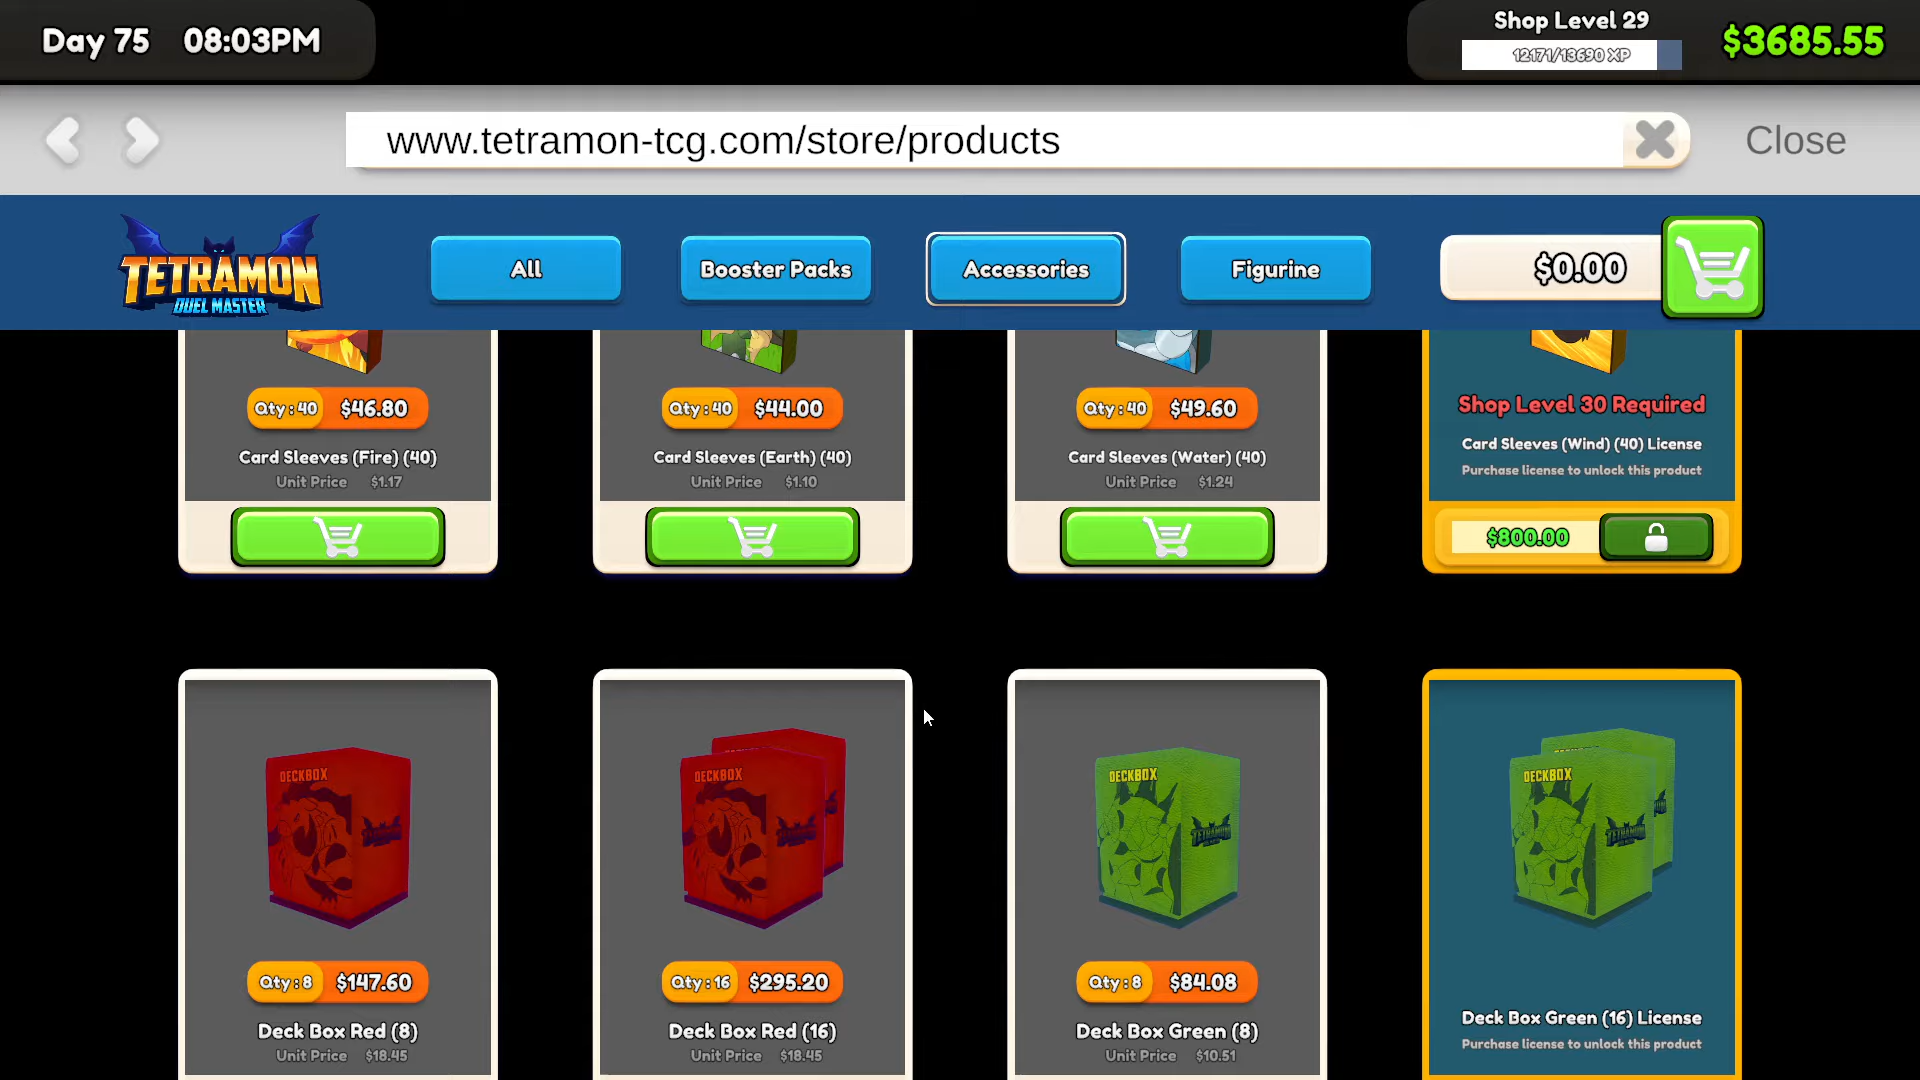 Day 75 08:03PM
Shop Level 29
12171/13690 XP
$3685.55
www.tetramon-tcg.com/store/products
Close
TETRAMON
DUEL MASTER
All
Booster Packs
Accessories
Figurine
$0.00
Qty : 40 $46.80
Card Sleeves (Fire) (40)
Unit Price $1.17
Qty : 40 $44.00
Card Sleeves (Earth) (40)
Unit Price $1.10
Qty : 40 $49.60
Card Sleeves (Water) (40)
Unit Price $1.24
Shop Level 30 Required
Card Sleeves (Wind) (40) License
Purchase license to unlock this product
$800.00
DECKBOX
TETRAMON
Qty : 8 $147.60
Deck Box Red (8)
Unit Price $18.45
DECKBOX
TETRAMON
Qty : 16 $295.20
Deck Box Red (16)
Unit Price $18.45
DECKBOX
TETRAMON
Qty : 8 $84.08
Deck Box Green (8)
Unit Price $10.51
DECKBOX
TETRAMON
Deck Box Green (16) License
Purchase license to unlock this product